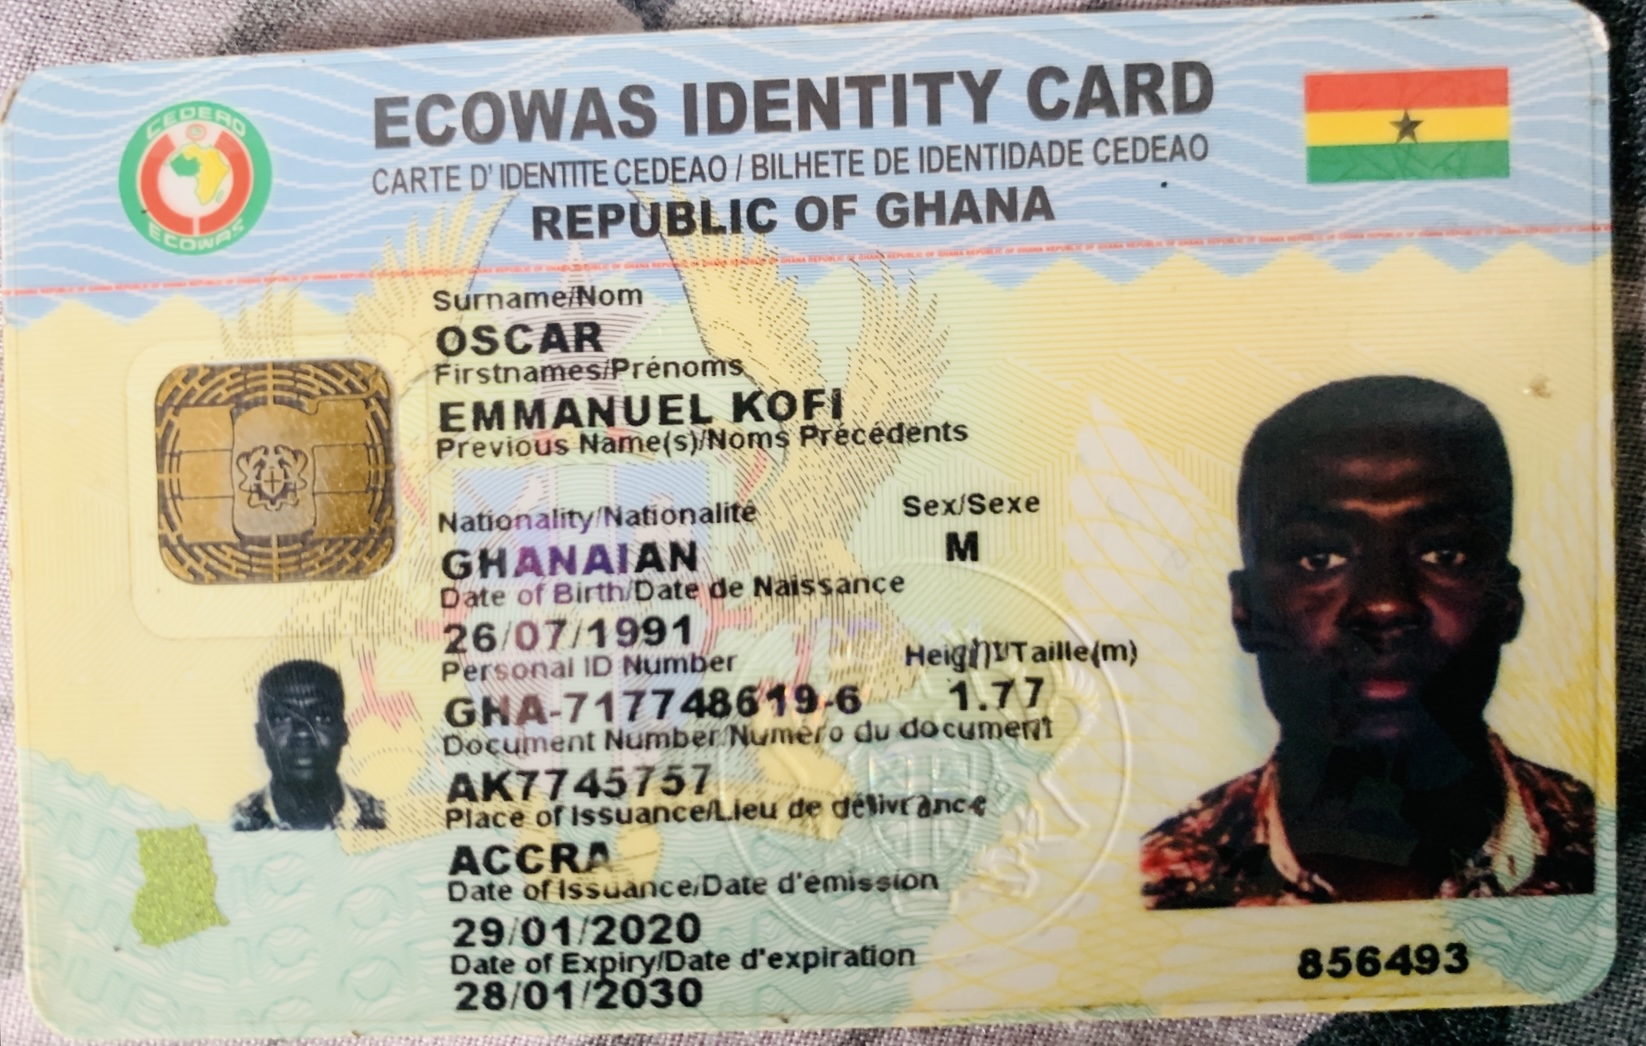 CEDEAO
ECOWAS
ECOWAS IDENTITY CARD
CARTE D' IDENTITE CEDEAO / BILHETE DE IDENTIDADE CEDEAO
REPUBLIC OF GHANA
Surname/Nom
OSCAR
Firstnames/Prénoms
EMMANUEL KOFI
Previous Name(s)/Noms Précédents
Nationality/Nationalité
GHANAIAN
Sex/Sexe
M
Date of Birth/Date de Naissance
26/07/1991
Personal ID Number
GHA-717748619-6
Height/Taille(m)
1.77
Document Number/Numéro du document
AK7745757
Place of Issuance/Lieu de délivrance
ACCRA
Date of Issuance/Date d'émission
29/01/2020
Date of Expiry/Date d'expiration
28/01/2030
856493